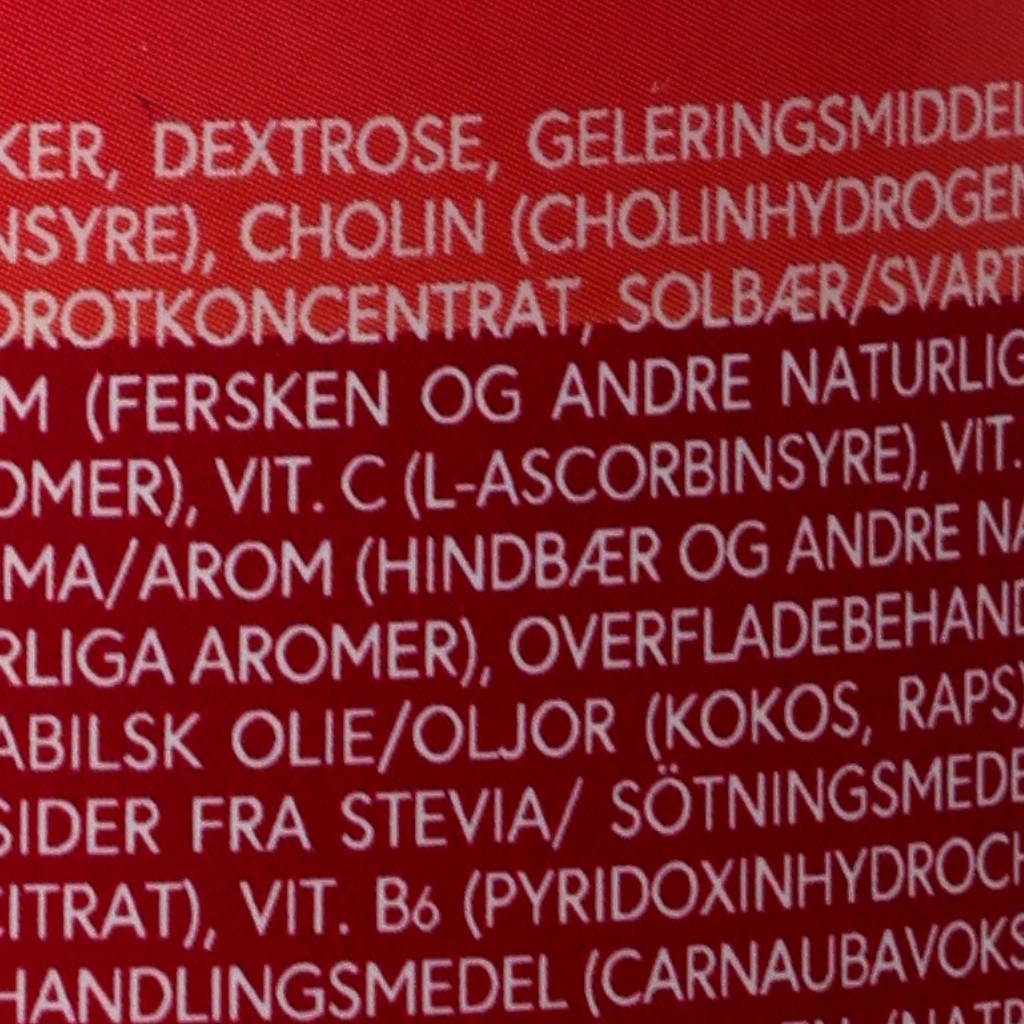 KER, DEXTROSE, GELERINGSMIDDEL
NSYRE), CHOLIN (CHOLINHYDROGEN
OROTKONCENTRAT, SOLBÆR/SVART
M (FERSKEN OG ANDRE NATURLIG
OMER), VIT. C (L-ASCORBINSYRE), VIT.
MA/AROM (HINDBÆR OG ANDRE NA
RLIGA AROMER), OVERFLADEBEHAND
ABILSK OLIE/OLJOR (KOKOS, RAPS)
SIDER FRA STEVIA/ SÖTNINGSMEDE
CITRAT), VIT. B6 (PYRIDOXINHYDROCH
HANDLINGSMEDEL (CARNAUBAVOKS